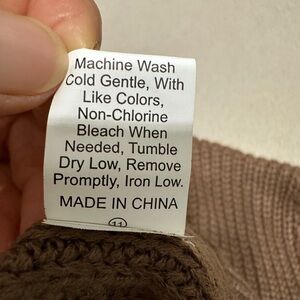 Machine Wash
Cold Gentle, With
Like Colors,
Non-Chlorine
Bleach When
Needed, Tumble
Dry Low, Remove
Promptly, Iron Low.
MADE IN CHINA
11